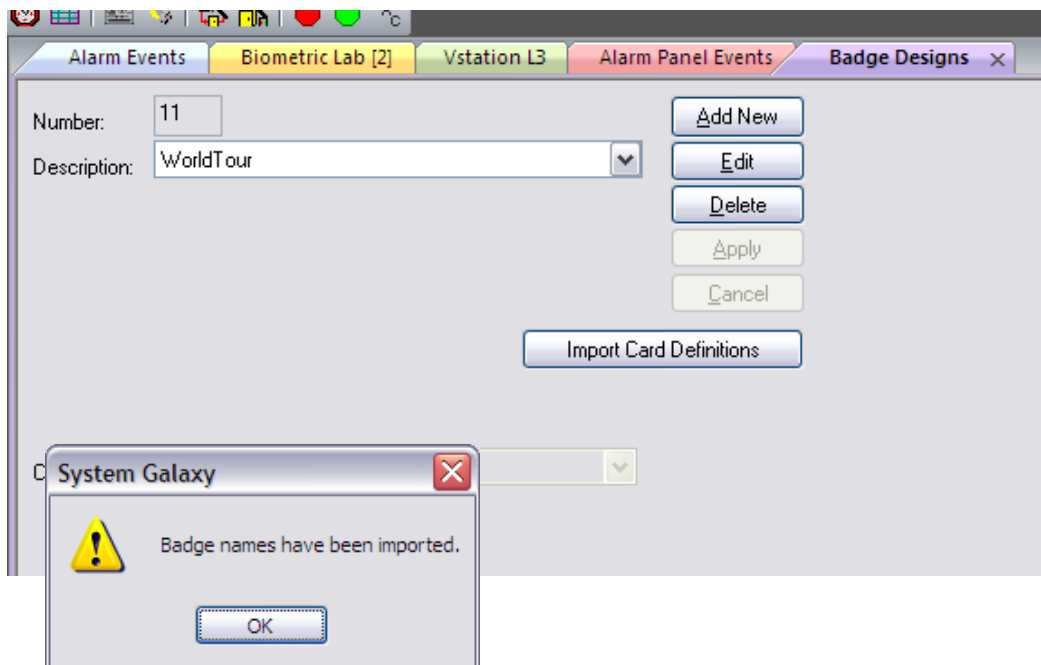 Alarm Events Biometric Lab [2] Vstation L3 Alarm Panel Events Badge Designs
Number: 11 Add New
Description: WorldTour Edit
Delete
Apply
Cancel
Import Card Definitions
C
System Galaxy
Badge names have been imported.
OK